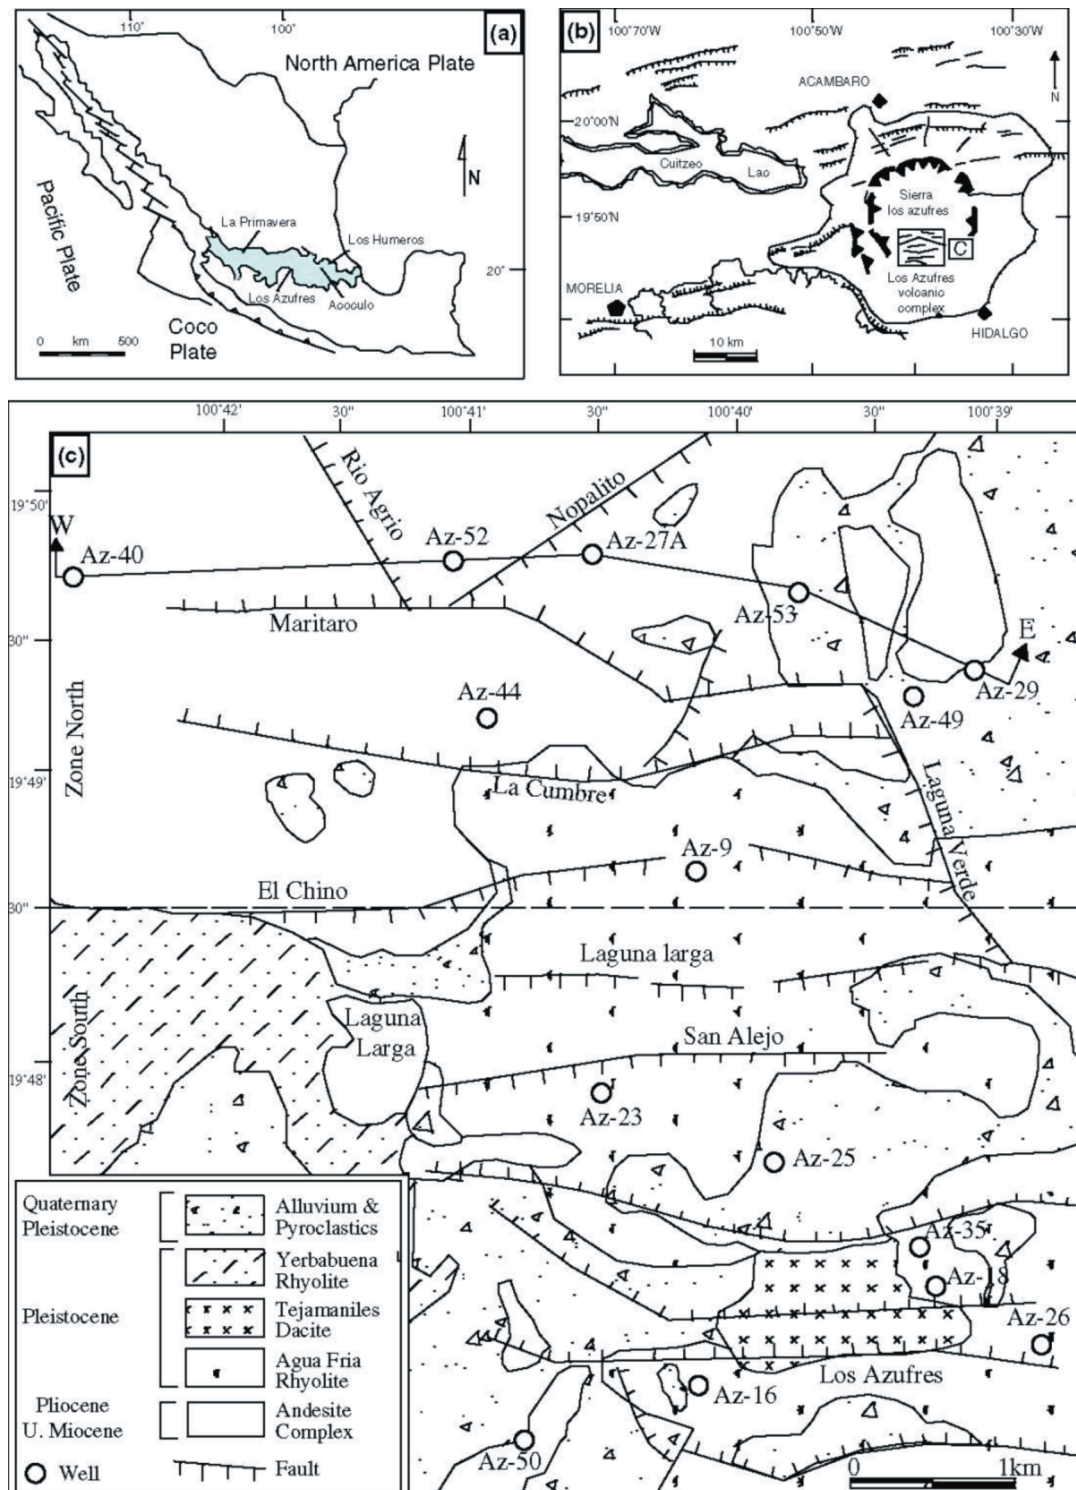 110°
100°
(a)
North America Plate
N
Pacific Plate
La Primavera
Los Humeros
20°
Los Azufres
Aooculo
Coco
Plate
0 km 500
(b)
100°70'W
100°50'W
100°30'W
ACAMBARO
N
20°00'N
Cuitzeo
Lao
19°50'N
Sierra
los azufres
C
Los Azufres
volcanio
oomplex
MORELIA
HIDALGO
10 km
(c)
100°42'
30"
100°41'
30"
100°40'
30"
100°39'
19°50'
W
Rio Agrio
Nopalito
Az-40
Az-52
Az-27A
Az-53
E
Maritaro
30"
Az-29
Az-44
Az-49
Zone North
19°49'
La Cumbre
Laguna Verde
Az-9
El Chino
30"
Laguna larga
Laguna
Larga
San Alejo
Zone South
19°48'
Az-23
Az-25
Az-35
Az-18
Az-26
Los Azufres
Az-16
Az-50
0 1km
Quaternary
Pleistocene
Alluvium &
Pyroclastics
Yerbabuena
Rhyolite
Pleistocene
Tejamaniles
Dacite
Agua Fria
Rhyolite
Pliocene
U. Miocene
Andesite
Complex
Well
Fault